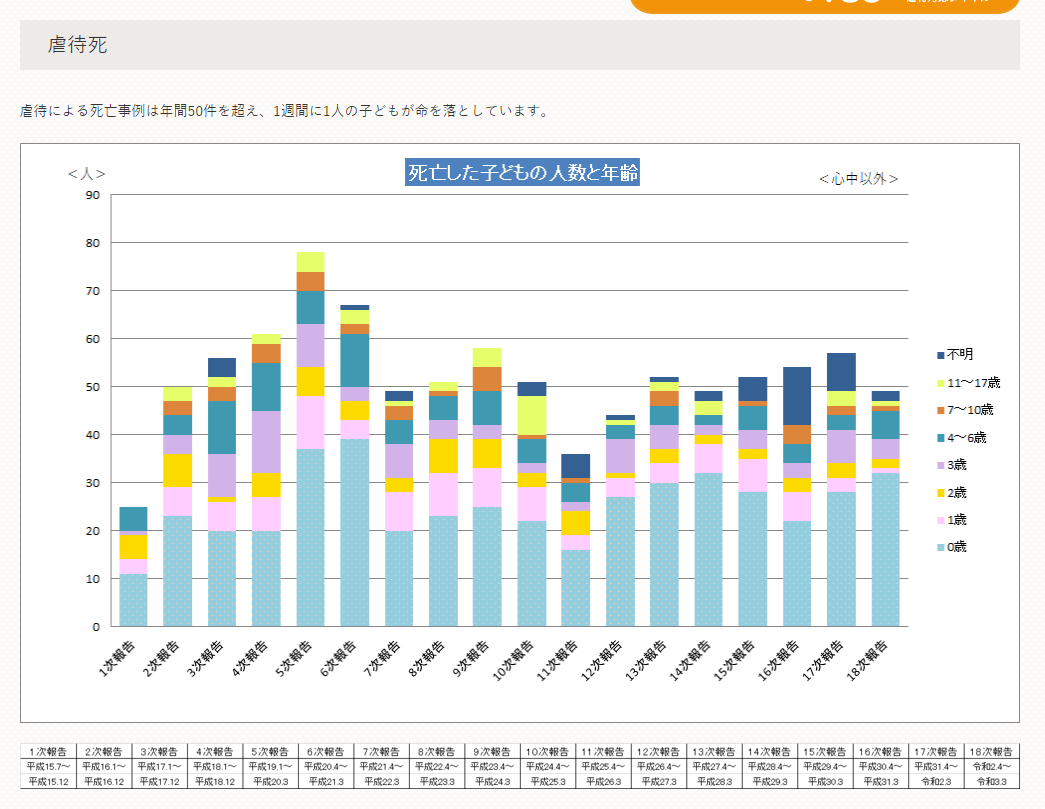 虐待死
虐待による死亡事例は年間50件を超え、1週間に1人の子どもが命を落としています。
死亡した子どもの人数と年齢
＜人＞
＜心中以外＞
90
80
70
60
50
40
30
20
10
0
不明
11～17歳
7～10歳
4～6歳
3歳
2歳
1歳
0歳
1次報告 2次報告 3次報告 4次報告 5次報告 6次報告 7次報告 8次報告 9次報告 10次報告 11次報告 12次報告 13次報告 14次報告 15次報告 16次報告 17次報告 18次報告
1次報告 2次報告 3次報告 4次報告 5次報告 6次報告 7次報告 8次報告 9次報告 10次報告 11次報告 12次報告 13次報告 14次報告 15次報告 16次報告 17次報告 18次報告
平成15.7～ 平成16.1～ 平成17.1～ 平成18.1～ 平成19.1～ 平成20.4～ 平成21.4～ 平成22.4～ 平成23.4～ 平成24.4～ 平成25.4～ 平成26.4～ 平成27.4～ 平成28.4～ 平成29.4～ 平成30.4～ 平成31.4～ 令和2.4～
平成15.12 平成16.12 平成17.12 平成18.12 平成20.3 平成21.3 平成22.3 平成23.3 平成24.3 平成25.3 平成26.3 平成27.3 平成28.3 平成29.3 平成30.3 平成31.3 令和2.3 令和3.3